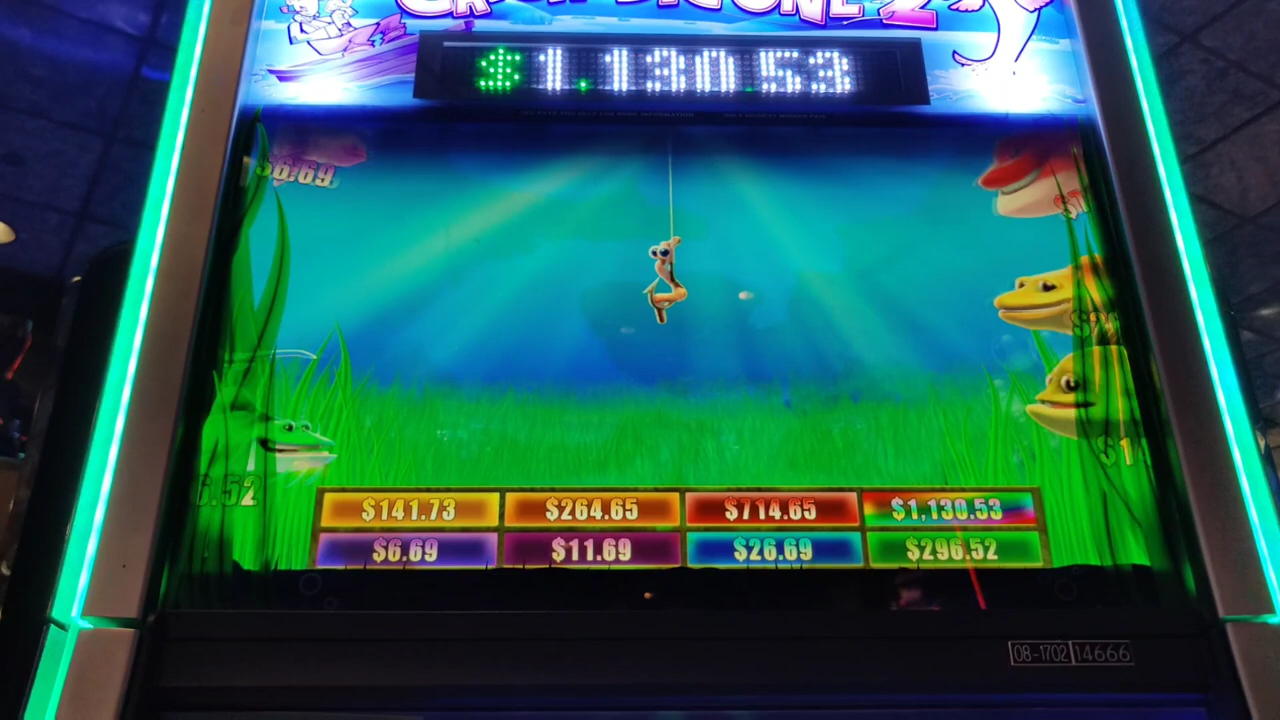 2
$1,130.53
$6.69
$141.73 $264.65 $714.65 $1,130.53
$6.69 $11.69 $26.69 $296.52
08-1702 14666